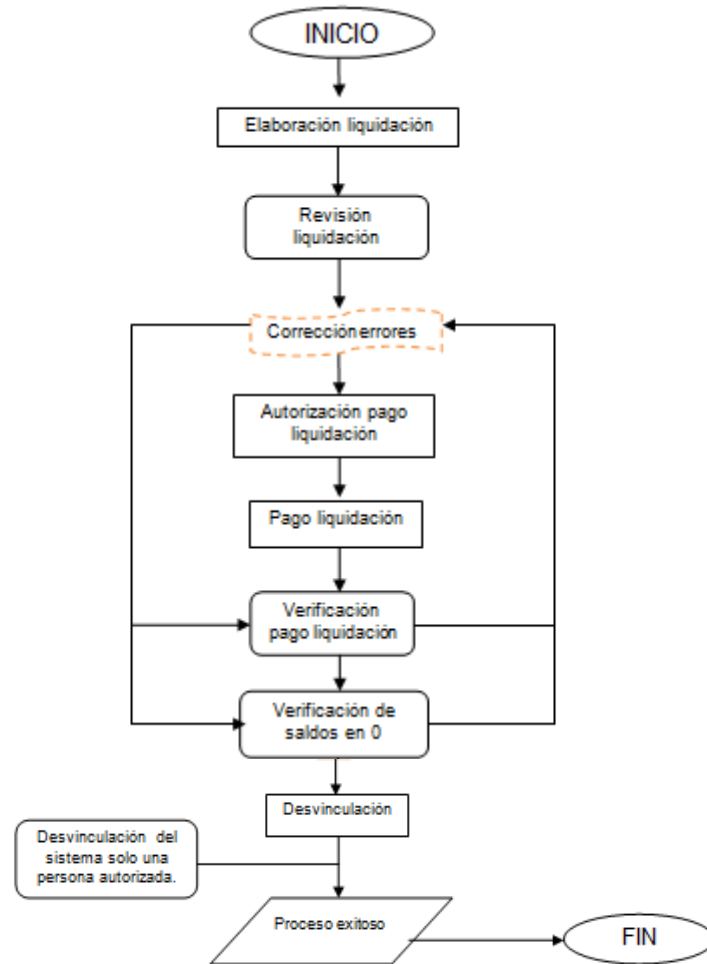 INICIO
Elaboración liquidación
Revisión
liquidación
Corrección errores
Autorización pago
liquidación
Pago liquidación
Verificación
pago liquidación
Verificación de
saldos en 0
Desvinculación
Desvinculación del
sistema solo una
persona autorizada.
Proceso exitoso
FIN